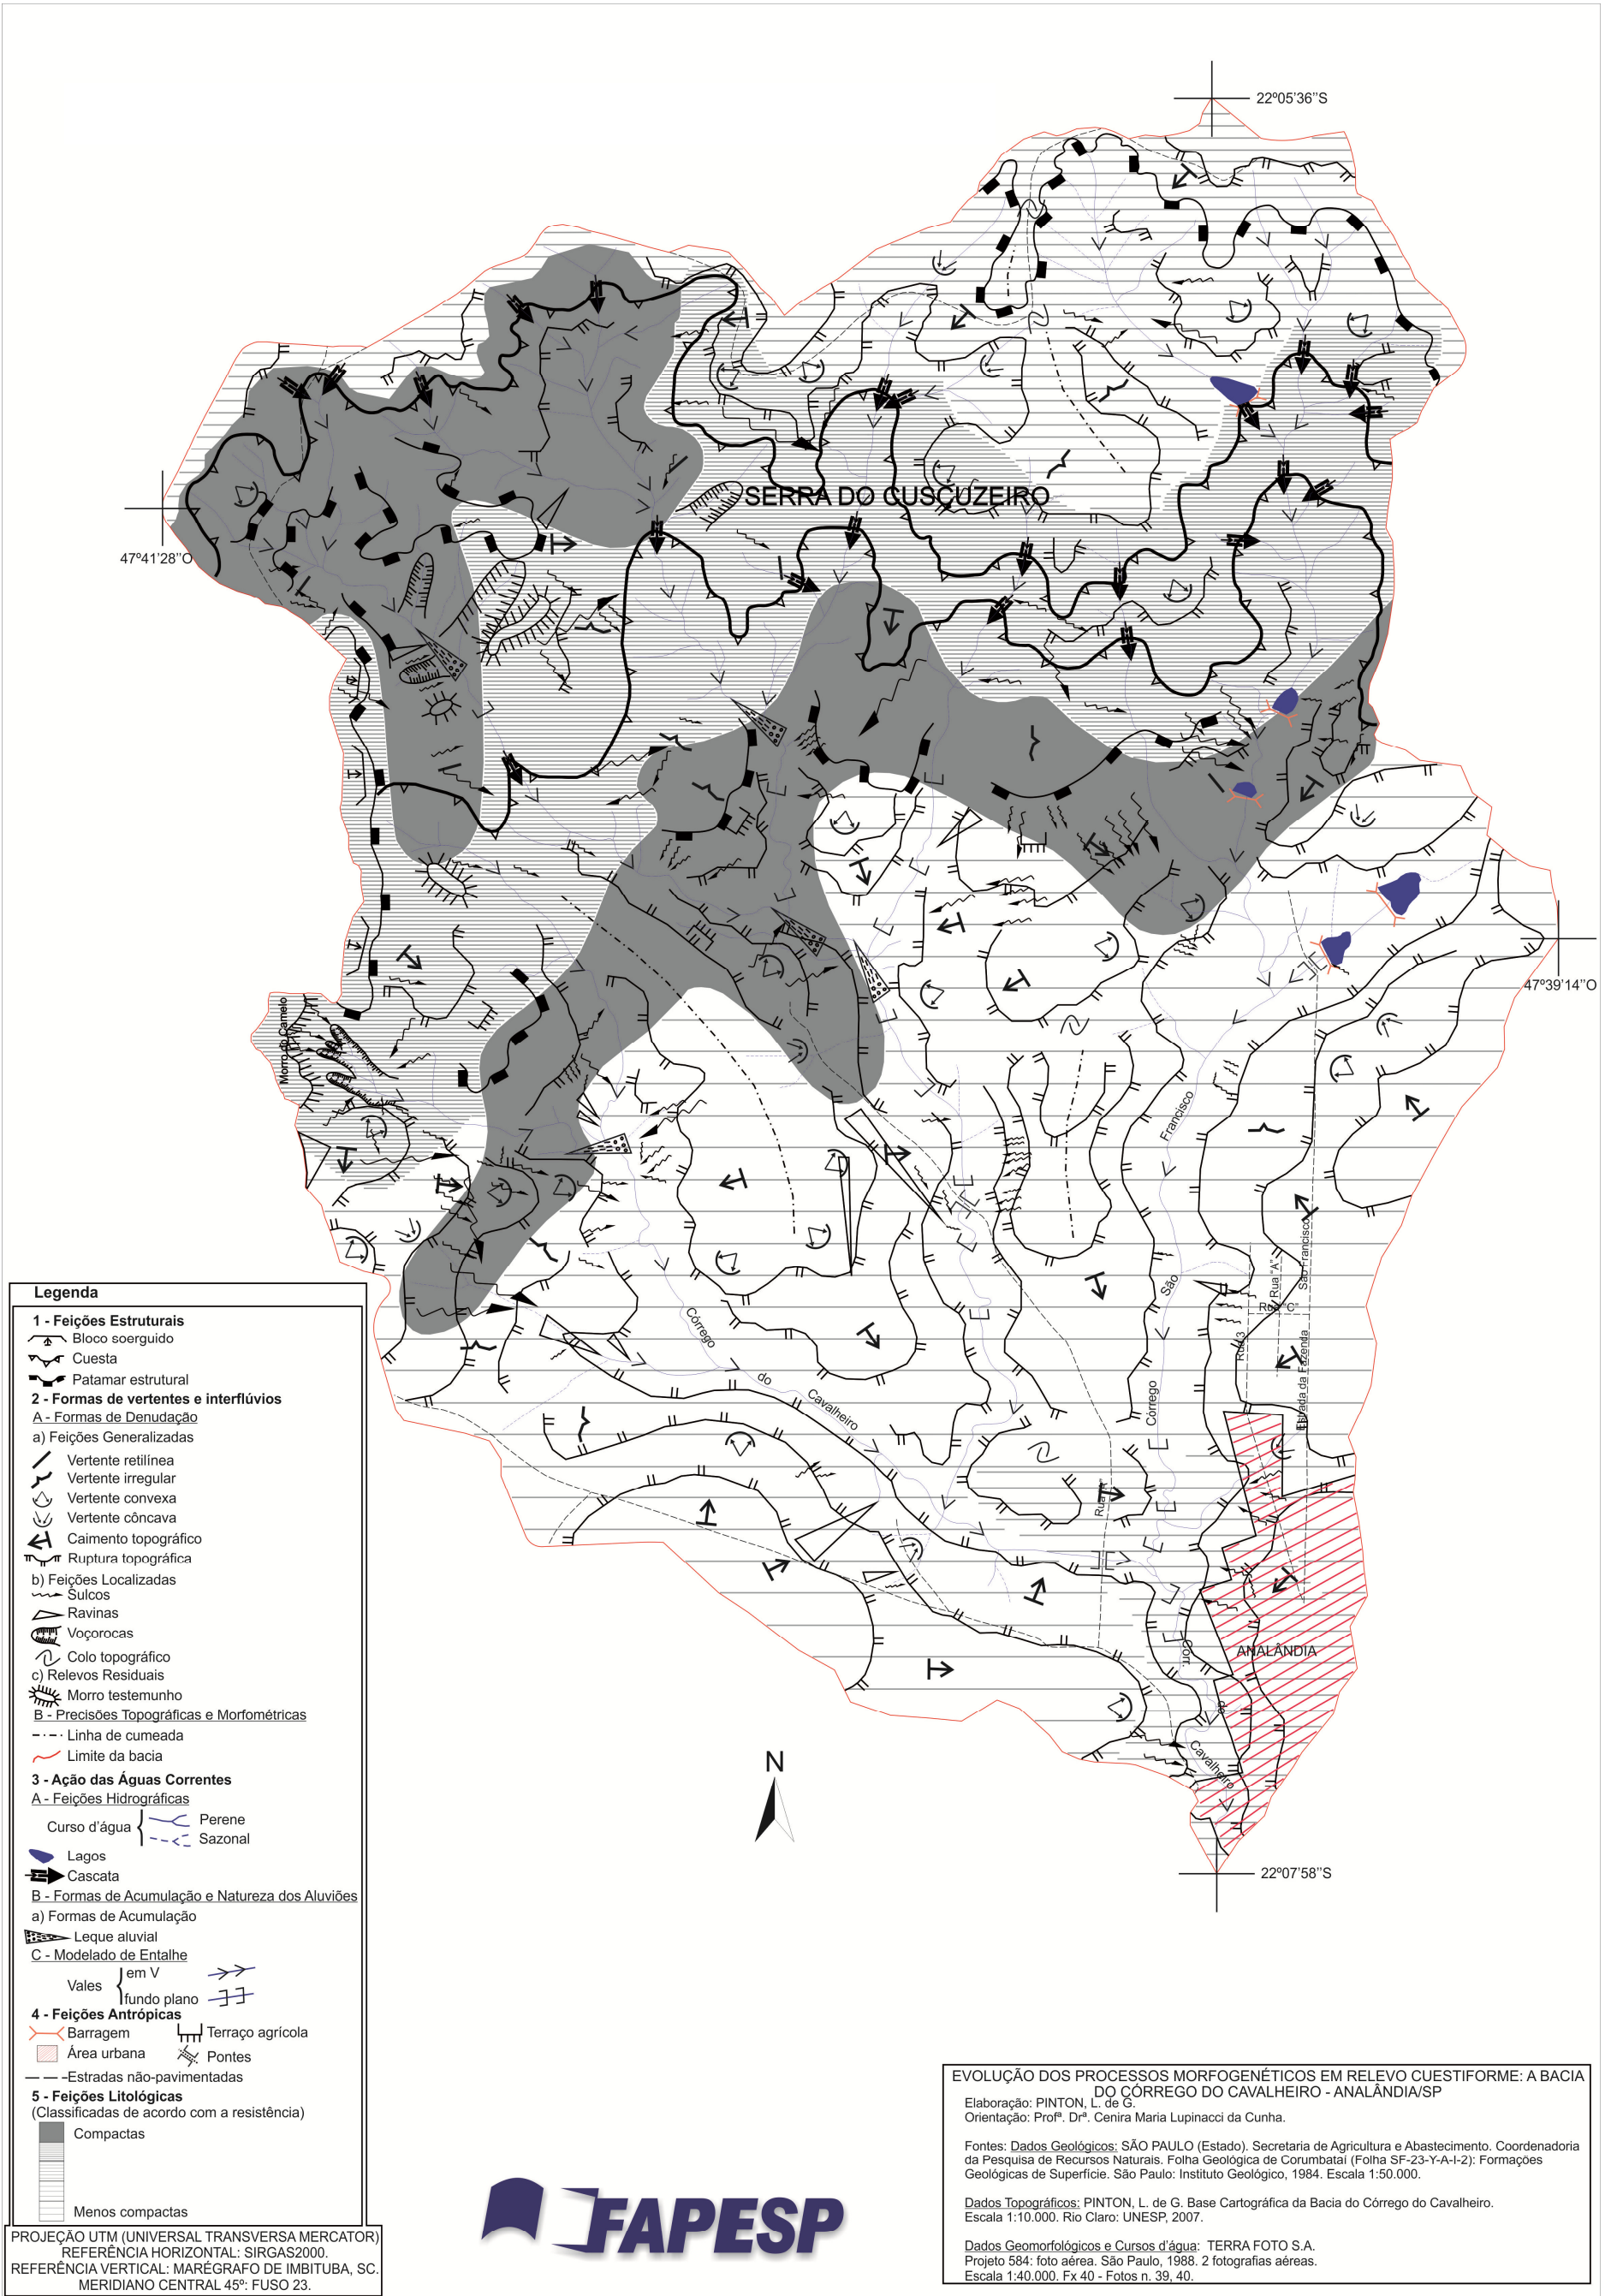 22º05'36''S
SERRA DO CUSCUZEIRO
47º41'28''O
47º39'14''O
Morro do Camelo
Francisco
São
Córrego
São Francisco
Estrada da Fazenda
Rua "A"
Rua "C"
Rua 3
Córrego
do
Cavalheiro
ANALÂNDIA
Corr.
do
Cavalheiro
N
22º07'58''S
Legenda
1 - Feições Estruturais
Bloco soerguido
Cuesta
Patamar estrutural
2 - Formas de vertentes e interflúvios
A - Formas de Denudação
a) Feições Generalizadas
Vertente retilínea
Vertente irregular
Vertente convexa
Vertente côncava
Caimento topográfico
Ruptura topográfica
b) Feições Localizadas
Sulcos
Ravinas
Voçorocas
Colo topográfico
c) Relevos Residuais
Morro testemunho
B - Precisões Topográficas e Morfométricas
Linha de cumeada
Limite da bacia
3 - Ação das Águas Correntes
A - Feições Hidrográficas
Curso d'água
Perene
Sazonal
Lagos
Cascata
B - Formas de Acumulação e Natureza dos Aluviões
a) Formas de Acumulação
Leque aluvial
C - Modelado de Entalhe
Vales
em V
fundo plano
4 - Feições Antrópicas
Barragem
Terraço agrícola
Área urbana
Pontes
Estradas não-pavimentadas
5 - Feições Litológicas
(Classificadas de acordo com a resistência)
Compactas
Menos compactas
PROJEÇÃO UTM (UNIVERSAL TRANSVERSA MERCATOR)
REFERÊNCIA HORIZONTAL: SIRGAS2000.
REFERÊNCIA VERTICAL: MARÉGRAFO DE IMBITUBA, SC.
MERIDIANO CENTRAL 45º: FUSO 23.
FAPESP
EVOLUÇÃO DOS PROCESSOS MORFOGENÉTICOS EM RELEVO CUESTIFORME: A BACIA
DO CÓRREGO DO CAVALHEIRO - ANALÂNDIA/SP
Elaboração: PINTON, L. de G.
Orientação: Profª. Drª. Cenira Maria Lupinacci da Cunha.
Fontes: Dados Geológicos: SÃO PAULO (Estado). Secretaria de Agricultura e Abastecimento. Coordenadoria
da Pesquisa de Recursos Naturais. Folha Geológica de Corumbataí (Folha SF-23-Y-A-I-2): Formações
Geológicas de Superfície. São Paulo: Instituto Geológico, 1984. Escala 1:50.000.
Dados Topográficos: PINTON, L. de G. Base Cartográfica da Bacia do Córrego do Cavalheiro.
Escala 1:10.000. Rio Claro: UNESP, 2007.
Dados Geomorfológicos e Cursos d'água: TERRA FOTO S.A.
Projeto 584: foto aérea. São Paulo, 1988. 2 fotografias aéreas.
Escala 1:40.000. Fx 40 - Fotos n. 39, 40.